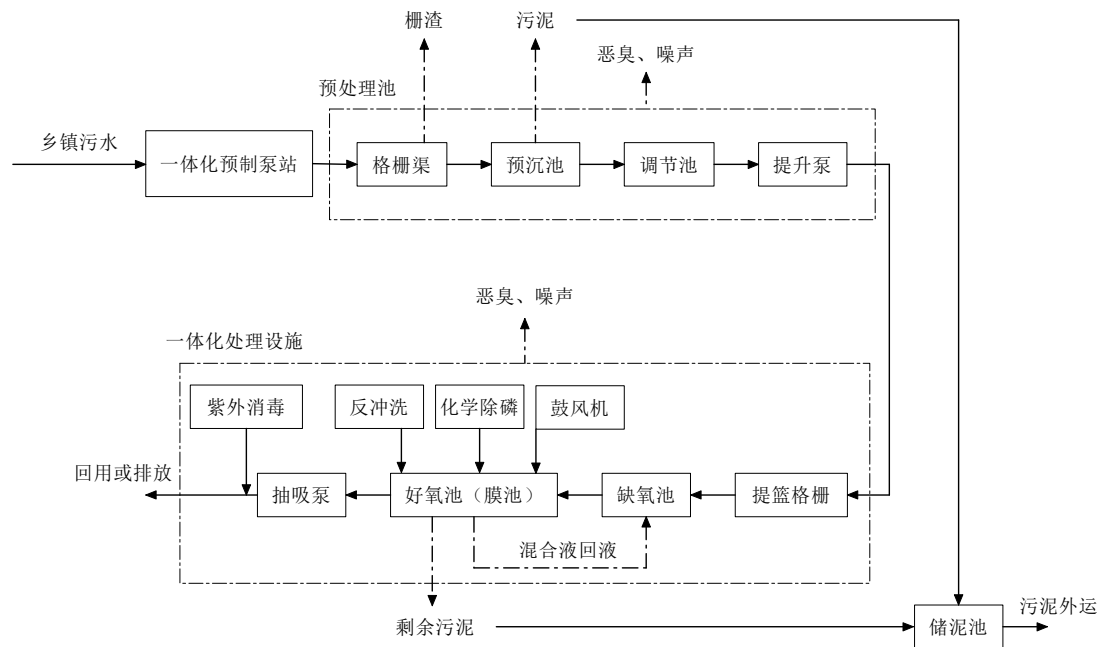 栅渣
污泥
恶臭、噪声
预处理池
乡镇污水
一体化预制泵站
格栅渠
预沉池
调节池
提升泵
恶臭、噪声
一体化处理设施
紫外消毒
反冲洗
化学除磷
鼓风机
回用或排放
抽吸泵
好氧池（膜池）
缺氧池
提篮格栅
混合液回液
剩余污泥
储泥池
污泥外运